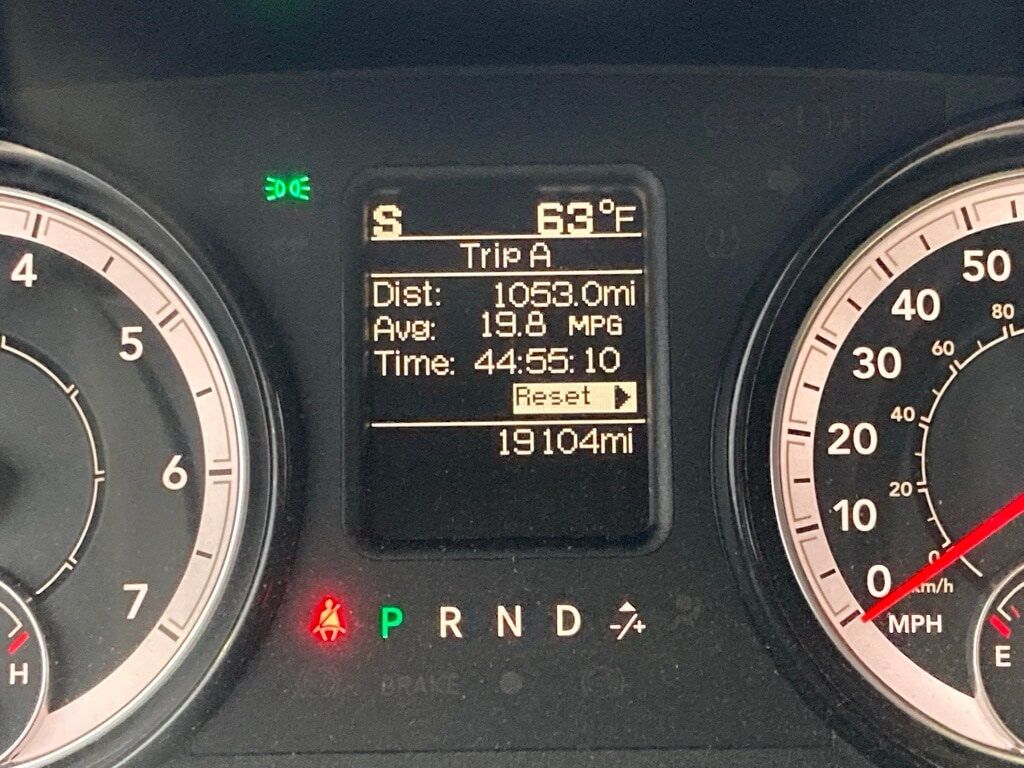 S 63°F
Trip A
Dist: 1053.0mi
Avg: 19.8 MPG
Time: 44:55:10
Reset ▶
19104mi
P R N D -/+
BRAKE
4
5
6
7
H
50
40
30
20
10
0
MPH
80
60
40
20
0
km/h
E